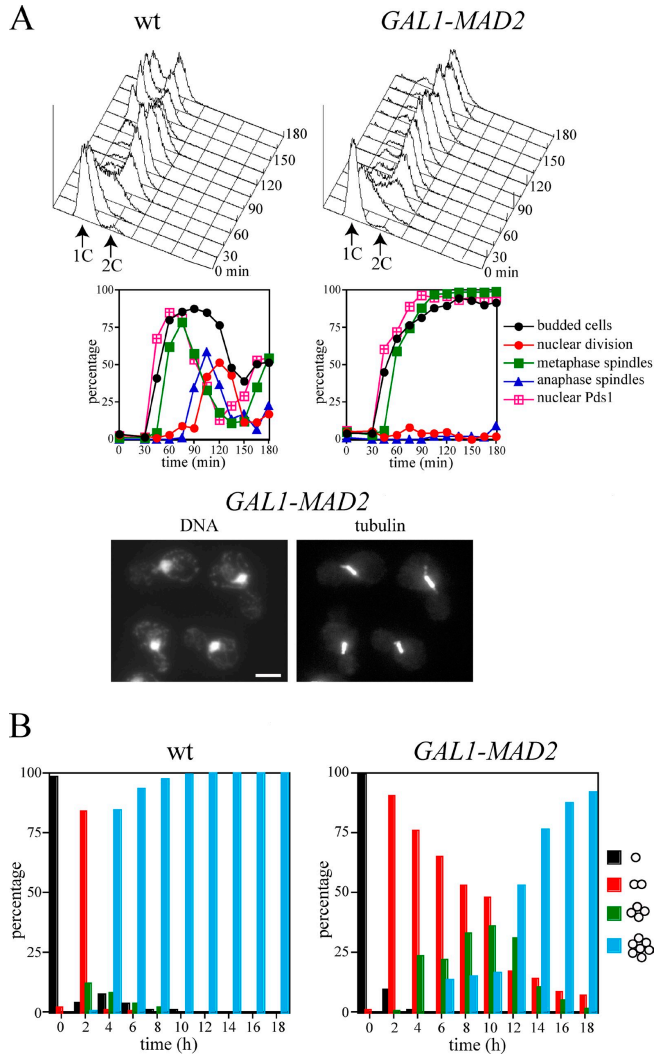 A
wt
GAL1-MAD2
180
150
120
90
60
30
0 min
1C
2C
180
150
120
90
60
30
0 min
1C
2C
100
75
50
25
0
percentage
0 30 60 90 120 150 180
time (min)
100
75
50
25
0
percentage
0 30 60 90 120 150 180
time (min)
budded cells
nuclear division
metaphase spindles
anaphase spindles
nuclear Pds1
GAL1-MAD2
DNA
tubulin
B
wt
GAL1-MAD2
100
75
50
25
0
percentage
0 2 4 6 8 10 12 14 16 18
time (h)
100
75
50
25
0
percentage
0 2 4 6 8 10 12 14 16 18
time (h)